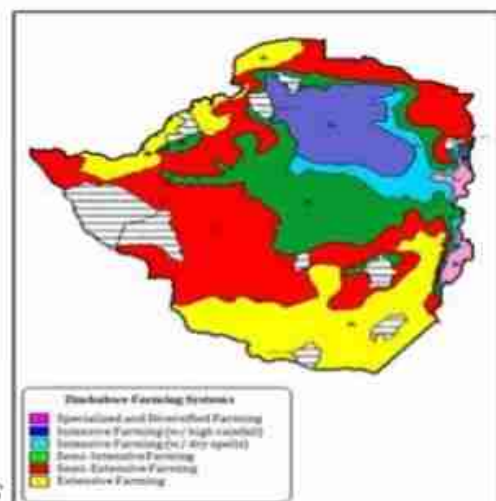 Zimbabwe Farming Systems
Specialized and Diversified Farming
Intensive Farming (w/ high rainfall)
Intensive Farming (w/ dry spells)
Semi-Intensive Farming
Semi-Extensive Farming
Extensive Farming